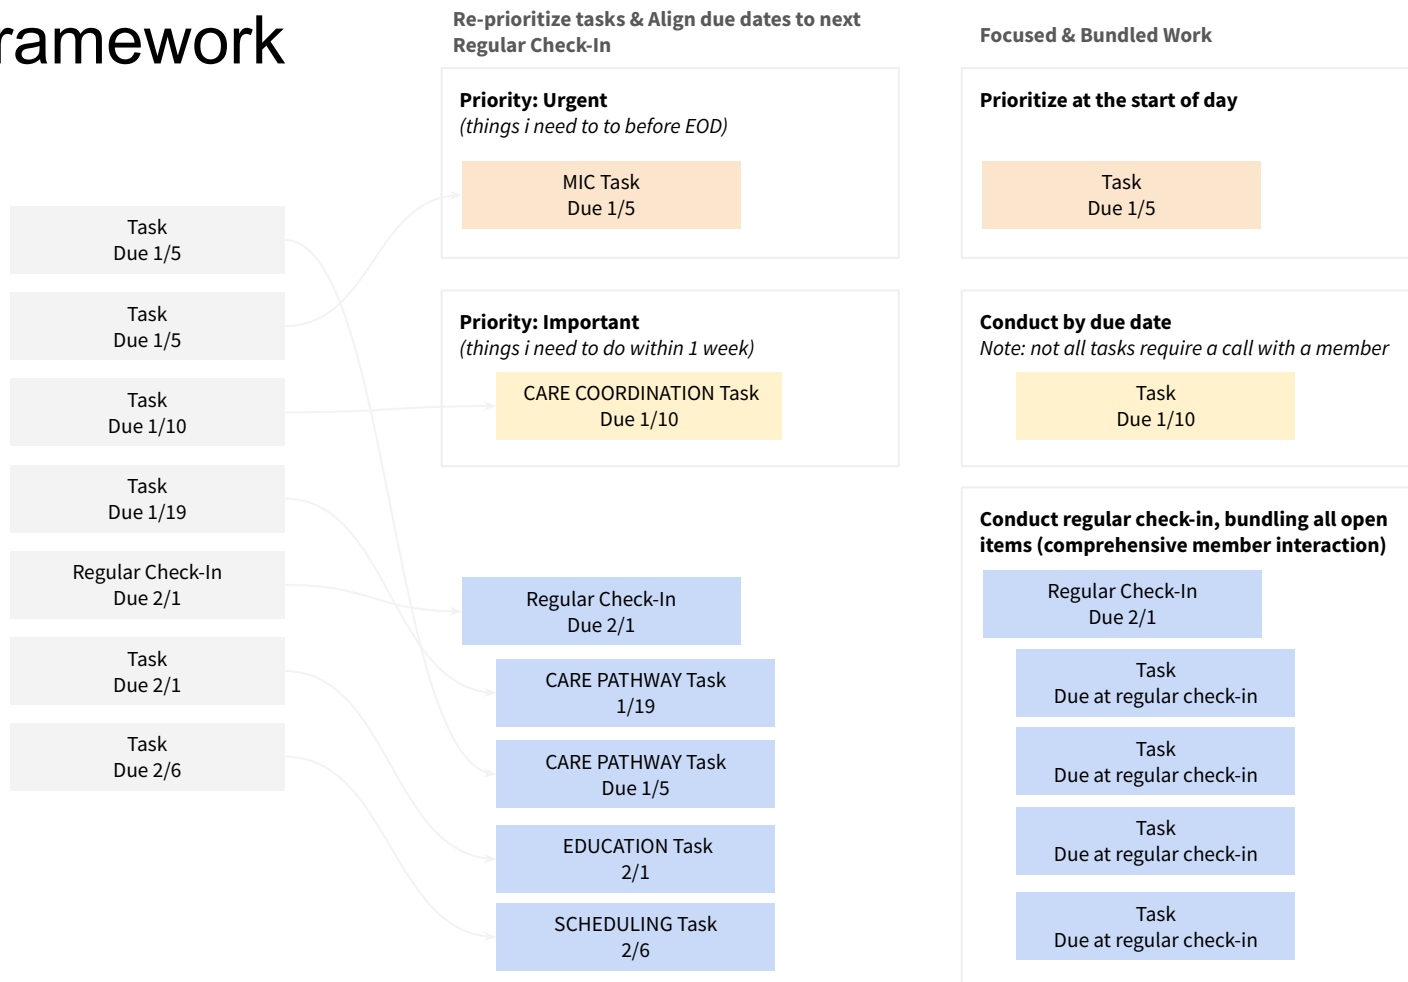 ramework
Task
Due 1/5
Task
Due 1/5
Task
Due 1/10
Task
Due 1/19
Regular Check-In
Due 2/1
Task
Due 2/1
Task
Due 2/6
Re-prioritize tasks & Align due dates to next
Regular Check-In
Priority: Urgent
(things i need to to before EOD)
MIC Task
Due 1/5
Priority: Important
(things i need to do within 1 week)
CARE COORDINATION Task
Due 1/10
Regular Check-In
Due 2/1
CARE PATHWAY Task
1/19
CARE PATHWAY Task
Due 1/5
EDUCATION Task
2/1
SCHEDULING Task
2/6
Focused & Bundled Work
Prioritize at the start of day
Task
Due 1/5
Conduct by due date
Note: not all tasks require a call with a member
Task
Due 1/10
Conduct regular check-in, bundling all open
items (comprehensive member interaction)
Regular Check-In
Due 2/1
Task
Due at regular check-in
Task
Due at regular check-in
Task
Due at regular check-in
Task
Due at regular check-in